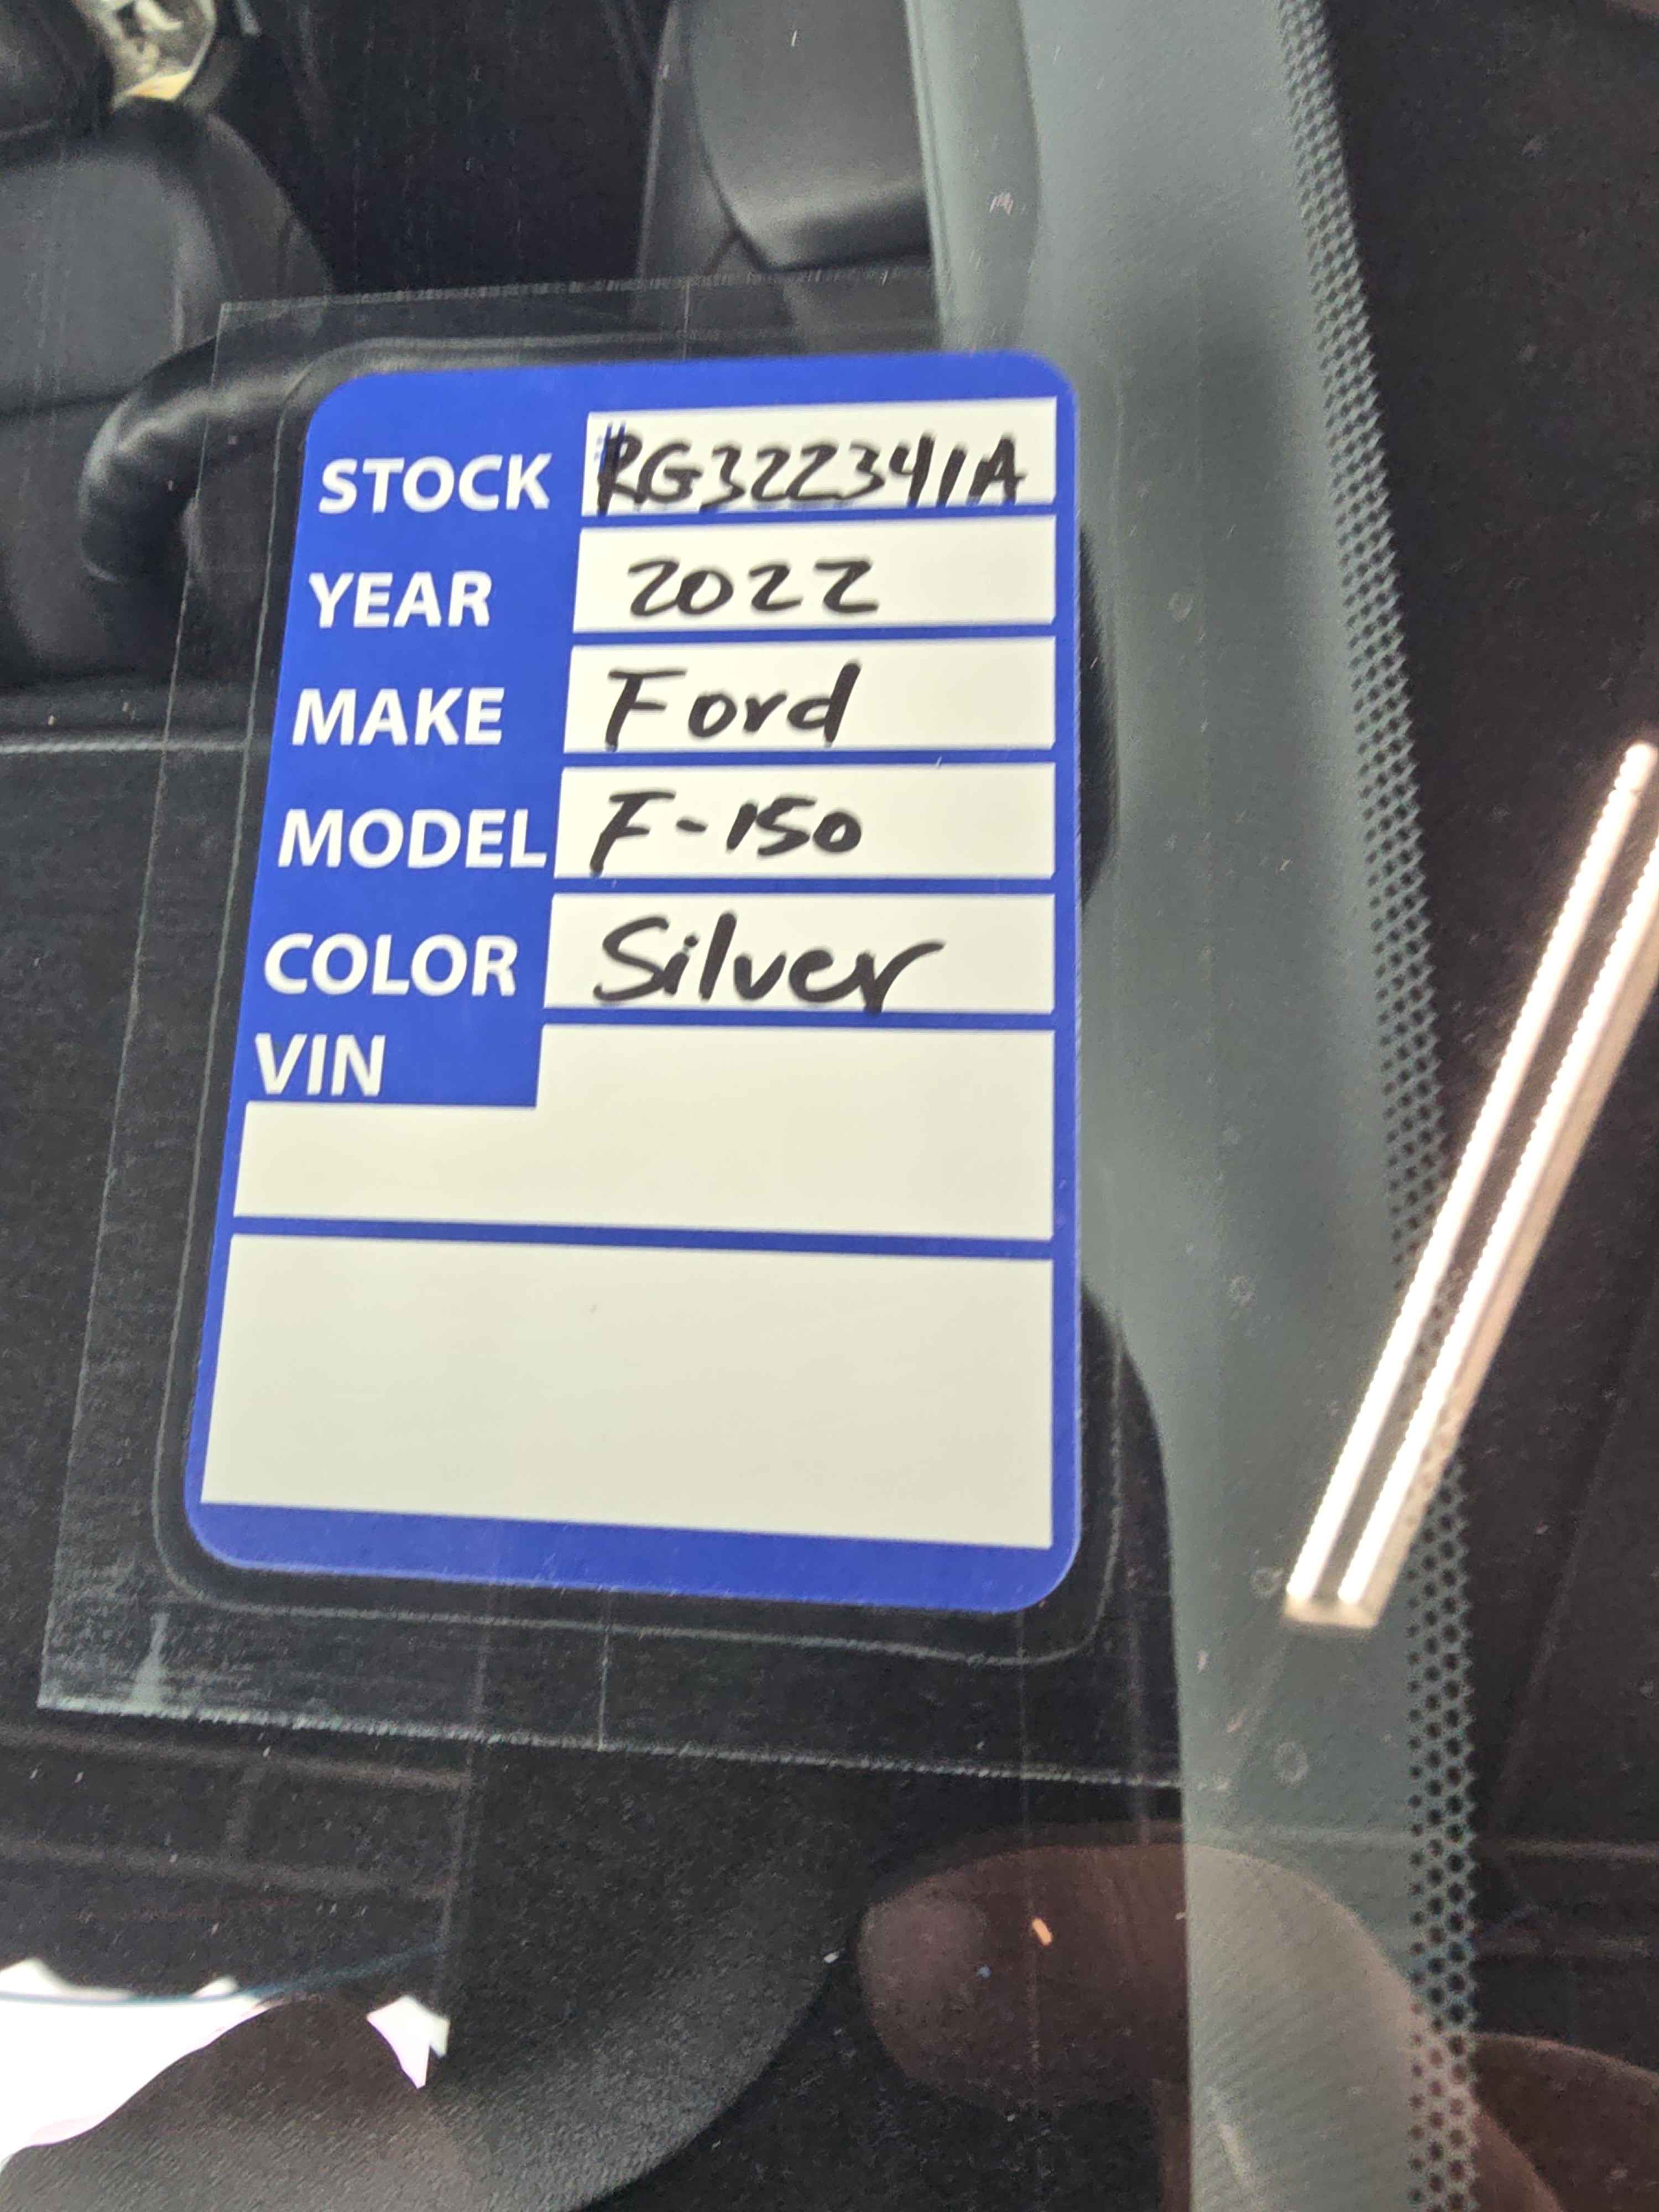 STOCK RG322341A
YEAR 2022
MAKE Ford
MODEL F-150
COLOR Silver
VIN